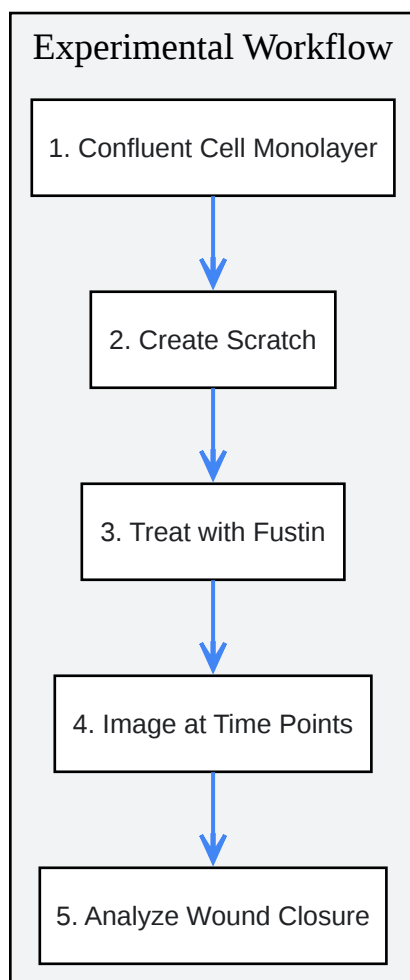 Experimental Workflow
1. Confluent Cell Monolayer
2. Create Scratch
3. Treat with Fustin
4. Image at Time Points
5. Analyze Wound Closure